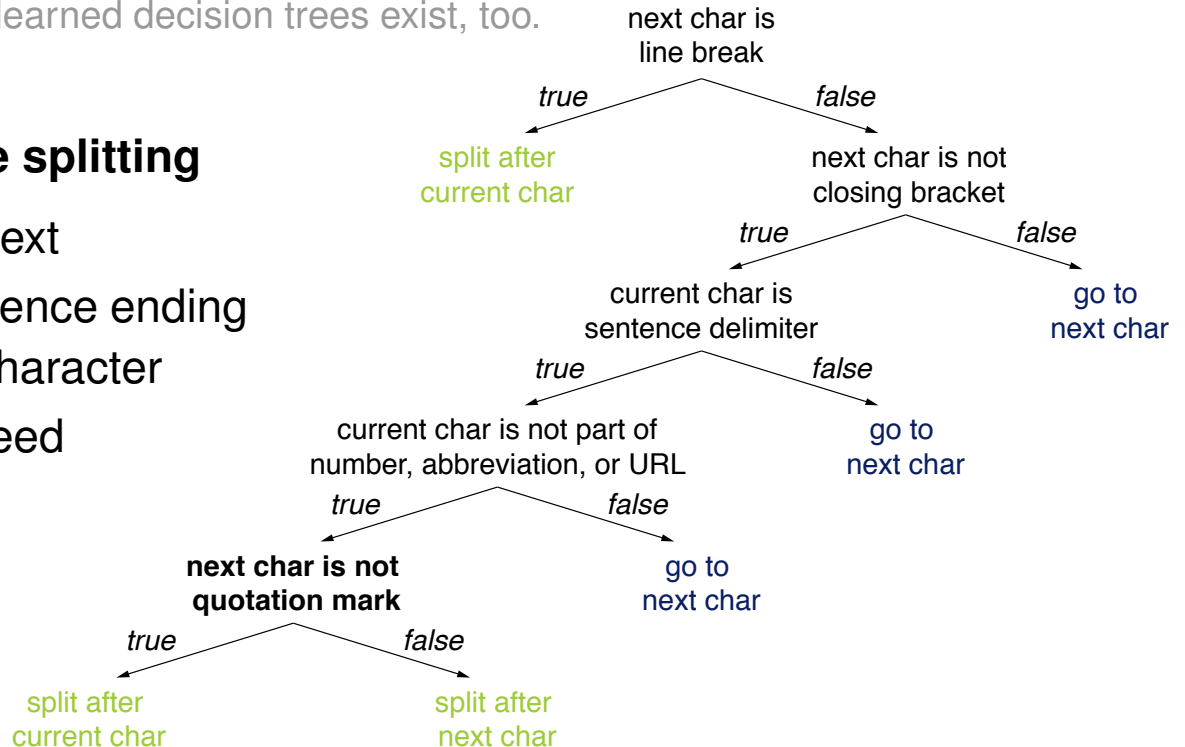 learned decision trees exist, too.
next char is
line break
true
false
e splitting
split after
current char
next char is not
closing bracket
ext
true
false
ence ending
current char is
sentence delimiter
go to
next char
haracter
true
false
eed
current char is not part of
number, abbreviation, or URL
go to
next char
true
false
next char is not
quotation mark
go to
next char
true
false
split after
current char
split after
next char